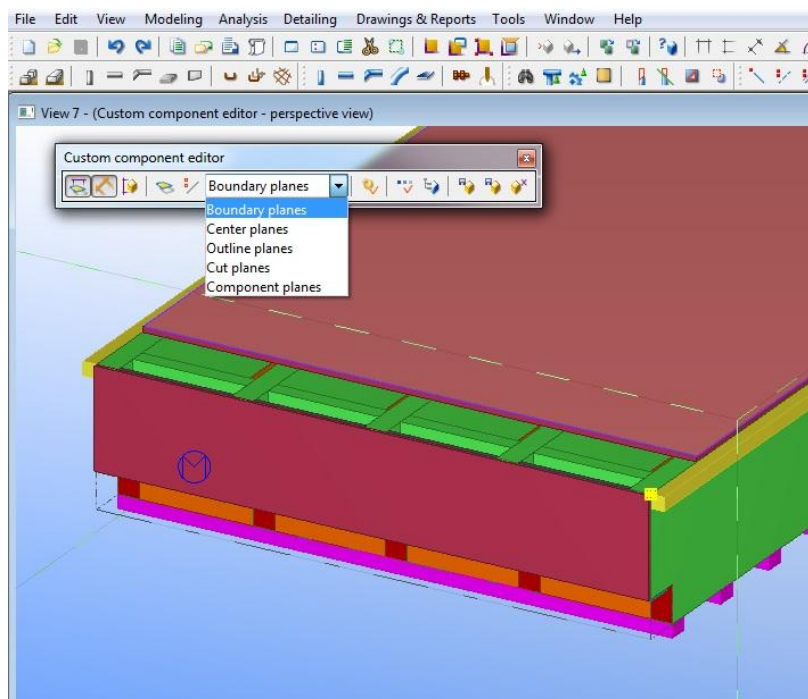 File Edit View Modeling Analysis Detailing Drawings & Reports Tools Window Help
View 7 - (Custom component editor - perspective view)
Custom component editor
Boundary planes
Boundary planes
Center planes
Outline planes
Cut planes
Component planes